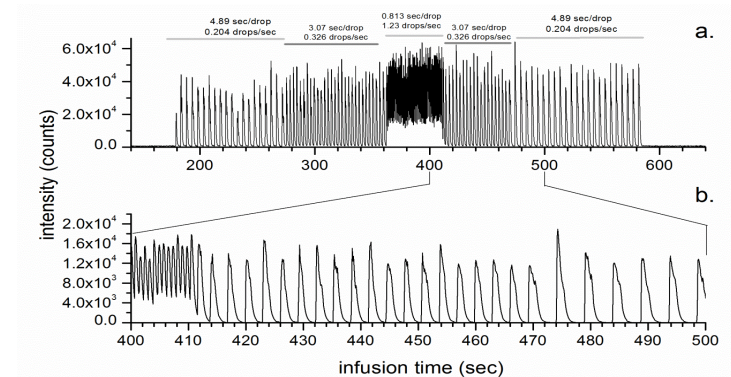 4.89 sec/drop
0.204 drops/sec
3.07 sec/drop
0.326 drops/sec
0.813 sec/drop
1.23 drops/sec
3.07 sec/drop
0.326 drops/sec
4.89 sec/drop
0.204 drops/sec
a.
6.0x10⁴
4.0x10⁴
2.0x10⁴
0.0
200 300 400 500 600
intensity (counts)
b.
2.0x10⁴
1.6x10⁴
1.2x10⁴
8.0x10³
4.0x10³
0.0
400 410 420 430 440 450 460 470 480 490 500
infusion time (sec)